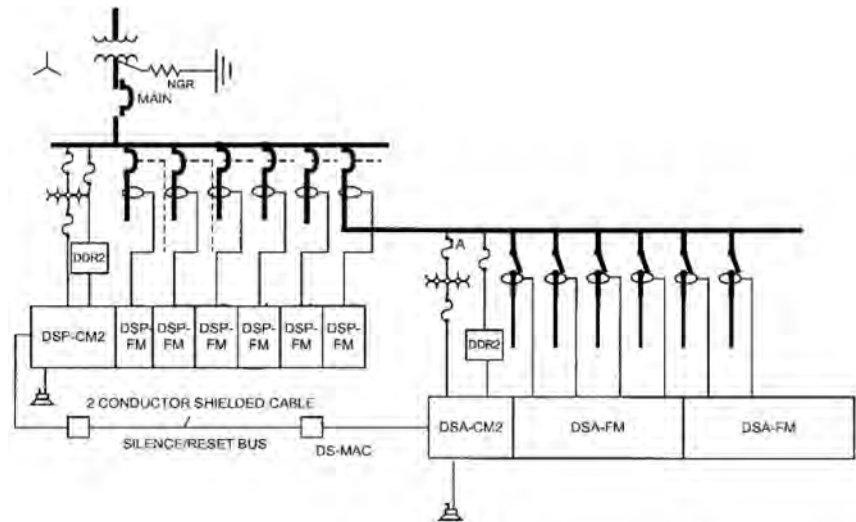 NGR
MAIN
A
DDR2
DSP-CM2
DSP-
FM
DSP-
FM
DSP-
FM
DSP-
FM
DSP-
FM
DSP-
FM
DDR2
2 CONDUCTOR SHIELDED CABLE
SILENCE/RESET BUS
DS-MAC
DSA-CM2
DSA-FM
DSA-FM